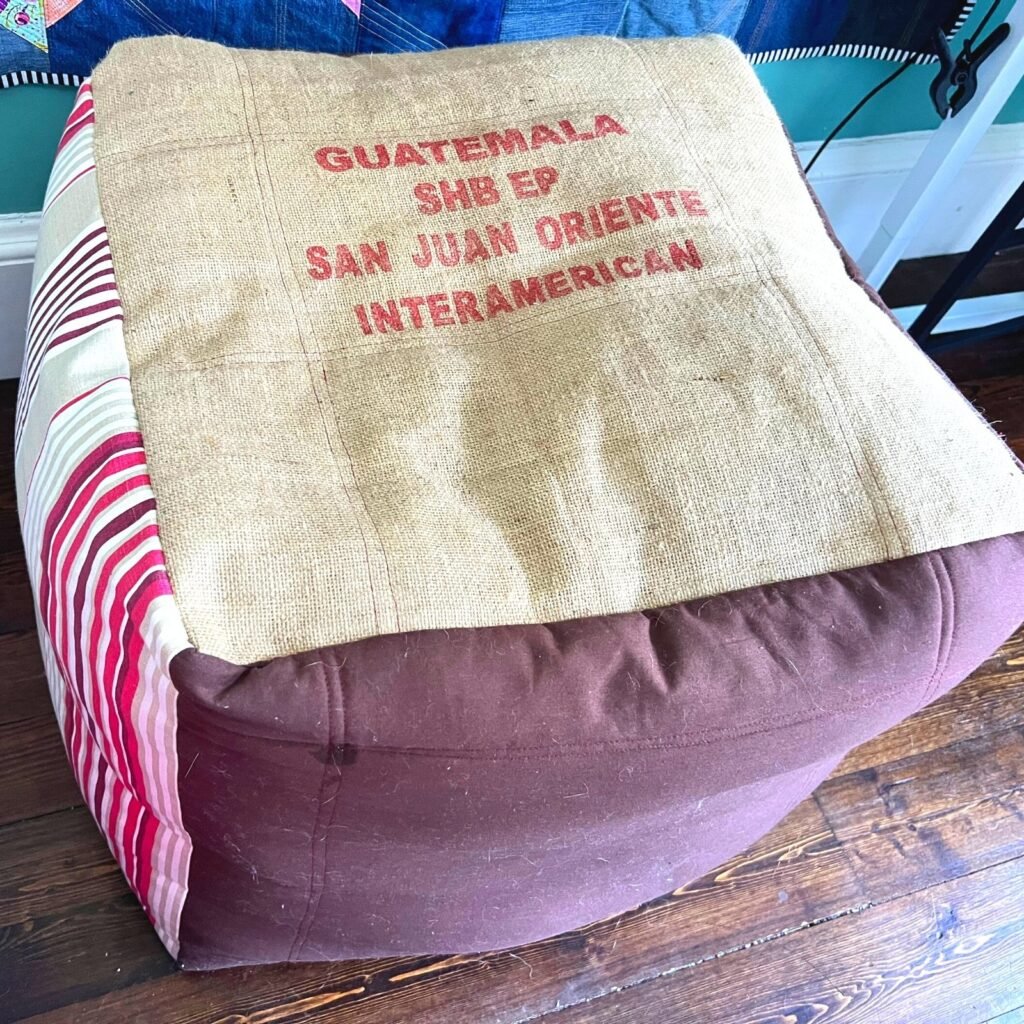 GUATEMALA
SHB EP
SAN JUAN ORIENTE
INTERAMERICAN